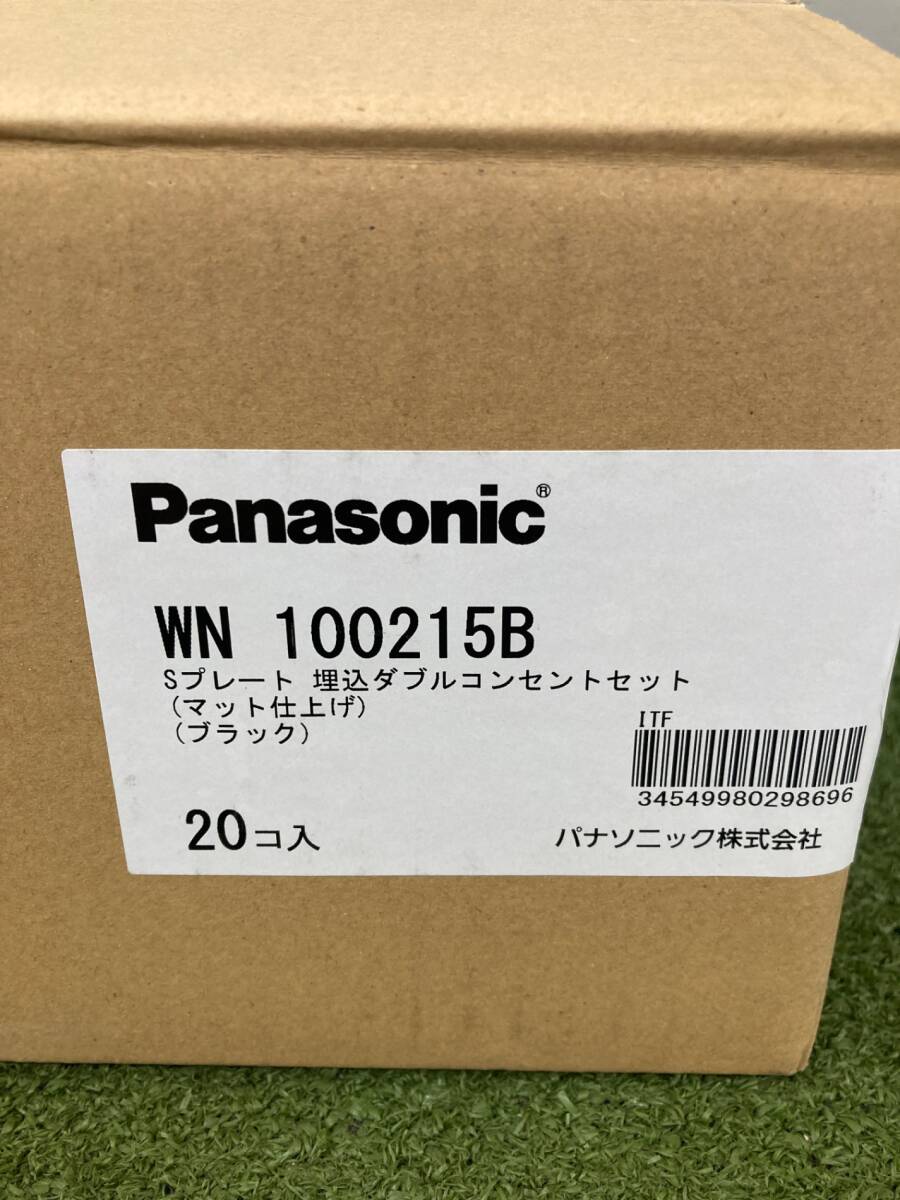 Panasonic®
WN 100215B
Sプレート 埋込ダブルコンセントセット
(マット仕上げ)
(ブラック)
ITF
34549980298696
20コ入
パナソニック株式会社